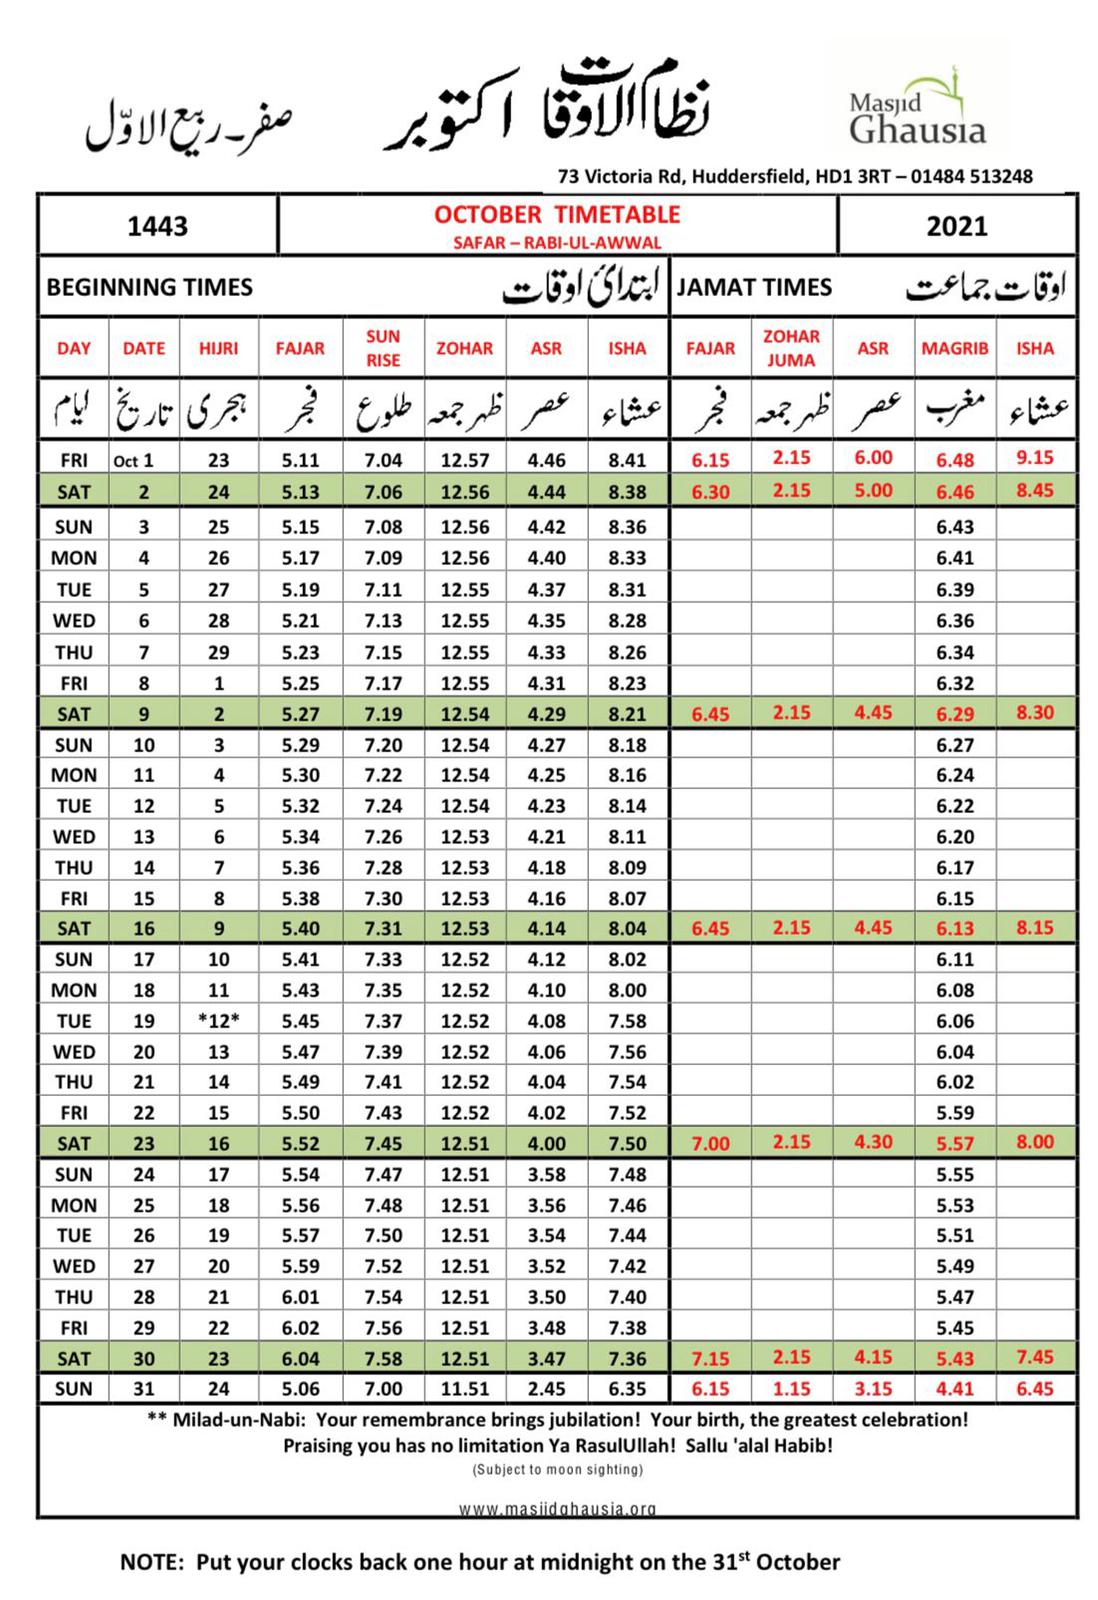 صفر۔ربیع الاوّل
نظام الاوقات اکتوبر
Masjid
Ghausia
73 Victoria Rd, Huddersfield, HD1 3RT – 01484 513248
1443 OCTOBER TIMETABLE 2021
SAFAR – RABI-UL-AWWAL
BEGINNING TIMES ابتدائ اوقات JAMAT TIMES اوقات جماعت
DAY DATE HIJRI FAJAR SUN RISE ZOHAR ASR ISHA FAJAR ZOHAR JUMA ASR MAGRIB ISHA
ایام تاریخ ہجری فجر طلوع ظہر جمعہ عصر عشاء فجر ظہر جمعہ عصر مغرب عشاء
FRI Oct 1 23 5.11 7.04 12.57 4.46 8.41 6.15 2.15 6.00 6.48 9.15
SAT 2 24 5.13 7.06 12.56 4.44 8.38 6.30 2.15 5.00 6.46 8.45
SUN 3 25 5.15 7.08 12.56 4.42 8.36 6.43
MON 4 26 5.17 7.09 12.56 4.40 8.33 6.41
TUE 5 27 5.19 7.11 12.55 4.37 8.31 6.39
WED 6 28 5.21 7.13 12.55 4.35 8.28 6.36
THU 7 29 5.23 7.15 12.55 4.33 8.26 6.34
FRI 8 1 5.25 7.17 12.55 4.31 8.23 6.32
SAT 9 2 5.27 7.19 12.54 4.29 8.21 6.45 2.15 4.45 6.29 8.30
SUN 10 3 5.29 7.20 12.54 4.27 8.18 6.27
MON 11 4 5.30 7.22 12.54 4.25 8.16 6.24
TUE 12 5 5.32 7.24 12.54 4.23 8.14 6.22
WED 13 6 5.34 7.26 12.53 4.21 8.11 6.20
THU 14 7 5.36 7.28 12.53 4.18 8.09 6.17
FRI 15 8 5.38 7.30 12.53 4.16 8.07 6.15
SAT 16 9 5.40 7.31 12.53 4.14 8.04 6.45 2.15 4.45 6.13 8.15
SUN 17 10 5.41 7.33 12.52 4.12 8.02 6.11
MON 18 11 5.43 7.35 12.52 4.10 8.00 6.08
TUE 19 *12* 5.45 7.37 12.52 4.08 7.58 6.06
WED 20 13 5.47 7.39 12.52 4.06 7.56 6.04
THU 21 14 5.49 7.41 12.52 4.04 7.54 6.02
FRI 22 15 5.50 7.43 12.52 4.02 7.52 5.59
SAT 23 16 5.52 7.45 12.51 4.00 7.50 7.00 2.15 4.30 5.57 8.00
SUN 24 17 5.54 7.47 12.51 3.58 7.48 5.55
MON 25 18 5.56 7.48 12.51 3.56 7.46 5.53
TUE 26 19 5.57 7.50 12.51 3.54 7.44 5.51
WED 27 20 5.59 7.52 12.51 3.52 7.42 5.49
THU 28 21 6.01 7.54 12.51 3.50 7.40 5.47
FRI 29 22 6.02 7.56 12.51 3.48 7.38 5.45
SAT 30 23 6.04 7.58 12.51 3.47 7.36 7.15 2.15 4.15 5.43 7.45
SUN 31 24 5.06 7.00 11.51 2.45 6.35 6.15 1.15 3.15 4.41 6.45
** Milad-un-Nabi: Your remembrance brings jubilation! Your birth, the greatest celebration!
Praising you has no limitation Ya RasulUllah! Sallu 'alal Habib!
(Subject to moon sighting)
www.masjidghausia.org
NOTE: Put your clocks back one hour at midnight on the 31st October